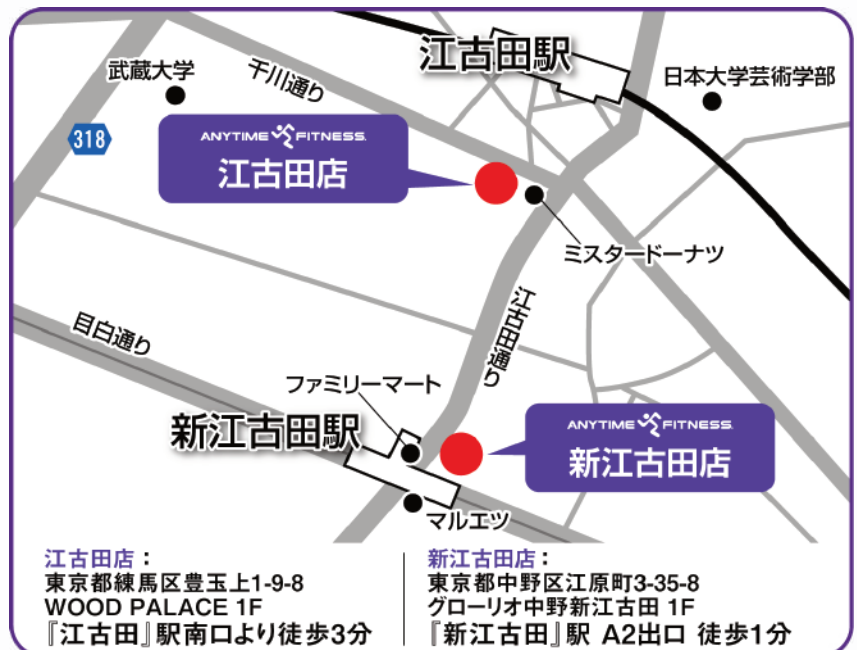 江古田駅
武蔵大学
千川通り
日本大学芸術学部
318
ANYTIME FITNESS
江古田店
ミスタードーナツ
江古田通り
目白通り
ファミリーマート
新江古田駅
ANYTIME FITNESS
新江古田店
マルエツ
江古田店：
東京都練馬区豊玉上1-9-8
WOOD PALACE 1F
『江古田』駅南口より徒歩3分
新江古田店：
東京都中野区江原町3-35-8
グローリオ中野新江古田 1F
『新江古田』駅 A2出口 徒歩1分